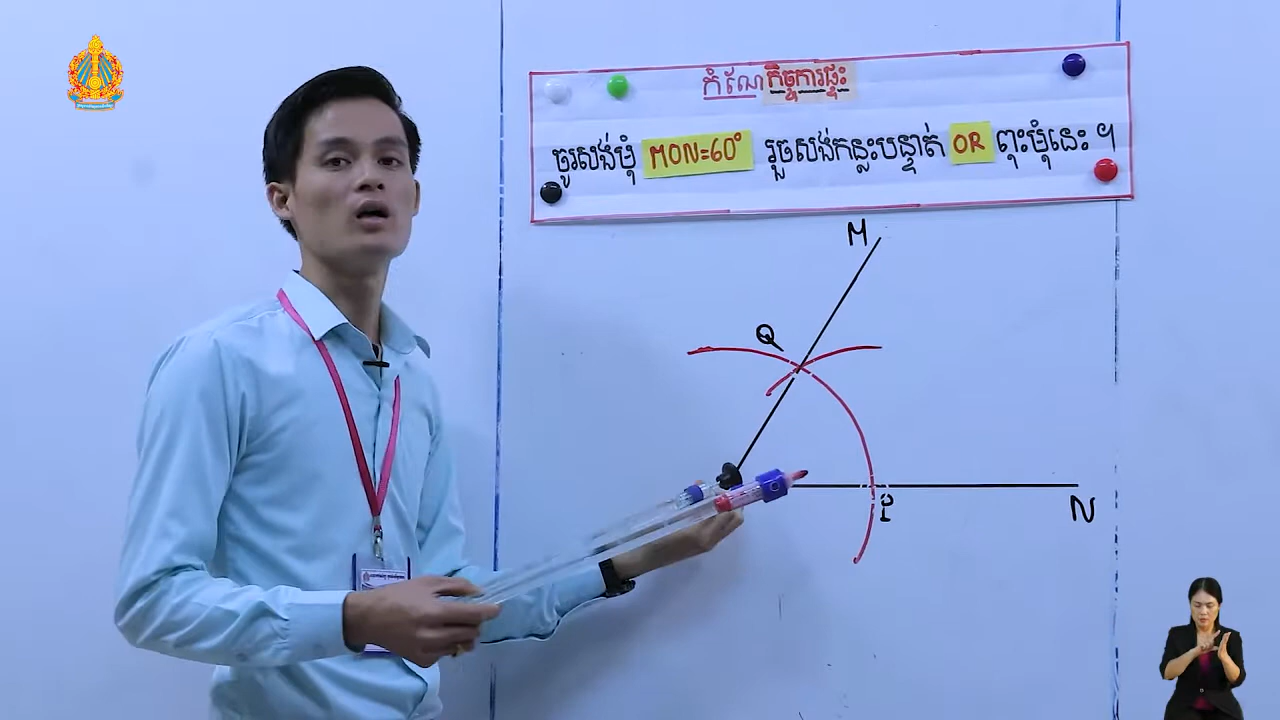 កំណែកិច្ចការផ្ទះ
ចូរសង់មុំ MON=60° រួចសង់កន្លះបន្ទាត់ OR ពុះមុំនេះ ។
M
Q
P
N